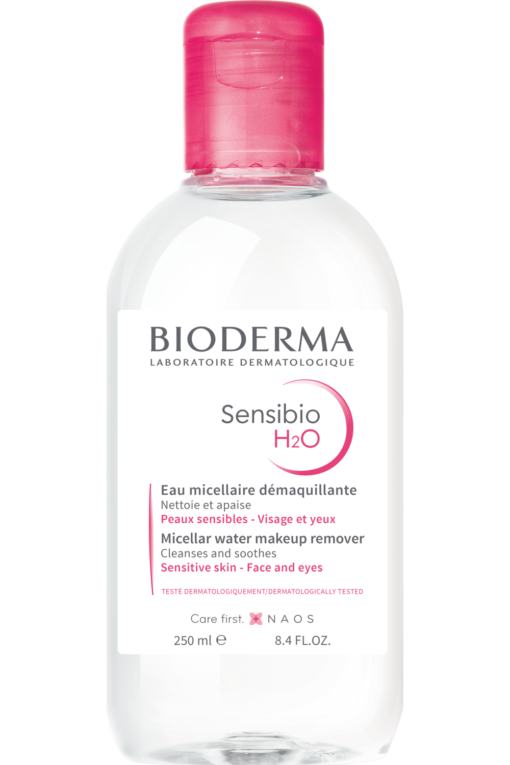 BIODERMA
LABORATOIRE DERMATOLOGIQUE
Sensibio
H2O
Eau micellaire démaquillante
Nettoie et apaise
Peaux sensibles - Visage et yeux
Micellar water makeup remover
Cleanses and soothes
Sensitive skin - Face and eyes
TESTÉ DERMATOLOGIQUEMENT/DERMATOLOGICALLY TESTED
Care first. NAOS
250 ml ℮ 8.4 FL.OZ.